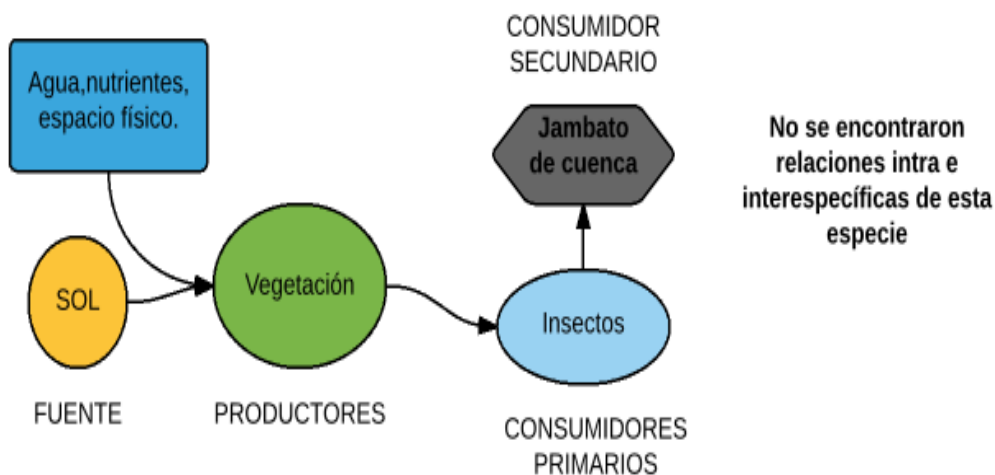 Agua,nutrientes,
espacio físico.
SOL
FUENTE
Vegetación
PRODUCTORES
CONSUMIDOR
SECUNDARIO
Jambato
de cuenca
Insectos
CONSUMIDORES
PRIMARIOS
No se encontraron
relaciones intra e
interespecíficas de esta
especie